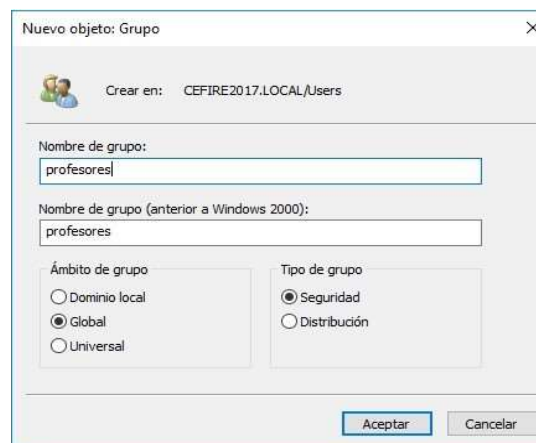 Nuevo objeto: Grupo
Crear en: CEFIRE2017.LOCAL/Users
Nombre de grupo:
profesores
Nombre de grupo (anterior a Windows 2000):
profesores
Ámbito de grupo
Dominio local
Global
Universal
Tipo de grupo
Seguridad
Distribución
Aceptar
Cancelar